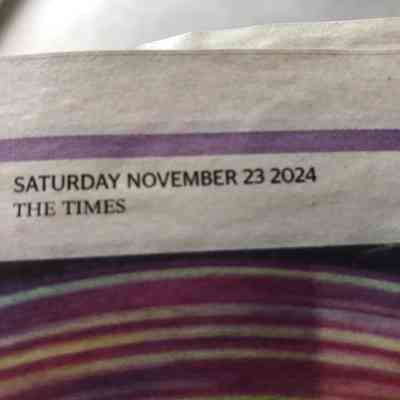 SATURDAY NOVEMBER 23 2024
THE TIMES